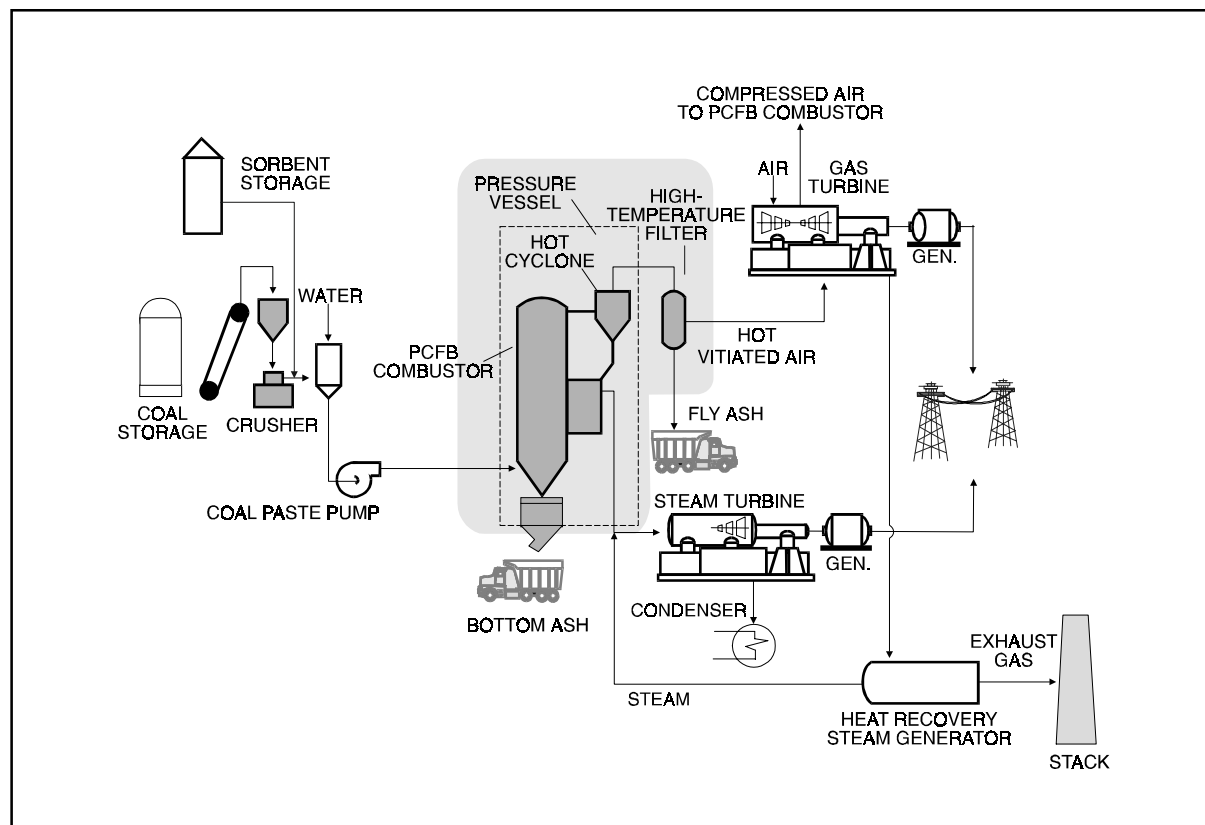 COMPRESSED AIR
TO PCFB COMBUSTOR
SORBENT
STORAGE
AIR
GAS
TURBINE
PRESSURE
VESSEL
HIGH-
TEMPERATURE
FILTER
HOT
CYCLONE
GEN.
WATER
HOT
VITIATED AIR
PCFB
COMBUSTOR
COAL
STORAGE
CRUSHER
FLY ASH
COAL PASTE PUMP
STEAM TURBINE
GEN.
CONDENSER
BOTTOM ASH
EXHAUST
GAS
STEAM
HEAT RECOVERY
STEAM GENERATOR
STACK